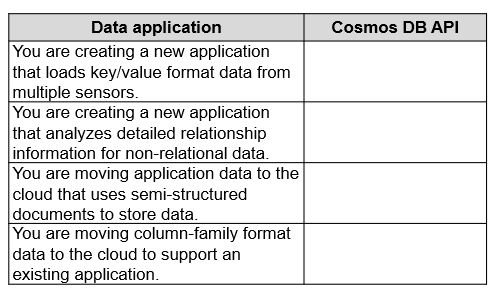 Data application
Cosmos DB API
You are creating a new application
that loads key/value format data from
multiple sensors.
You are creating a new application
that analyzes detailed relationship
information for non-relational data.
You are moving application data to the
cloud that uses semi-structured
documents to store data.
You are moving column-family format
data to the cloud to support an
existing application.